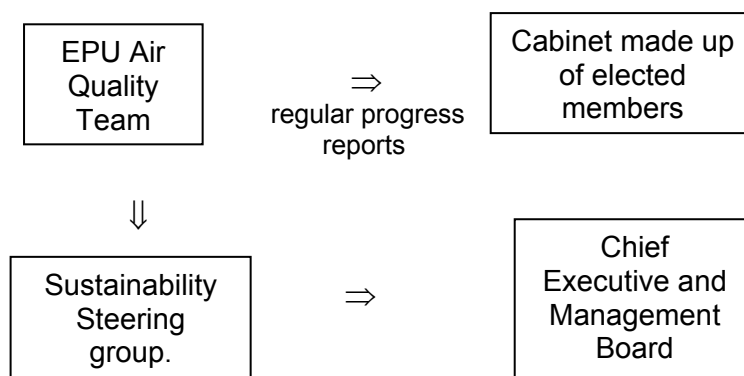 EPU Air
Quality
Team
⇒
regular progress
reports
Cabinet made up
of elected
members
⇓
Sustainability
Steering
group.
⇒
Chief
Executive and
Management
Board